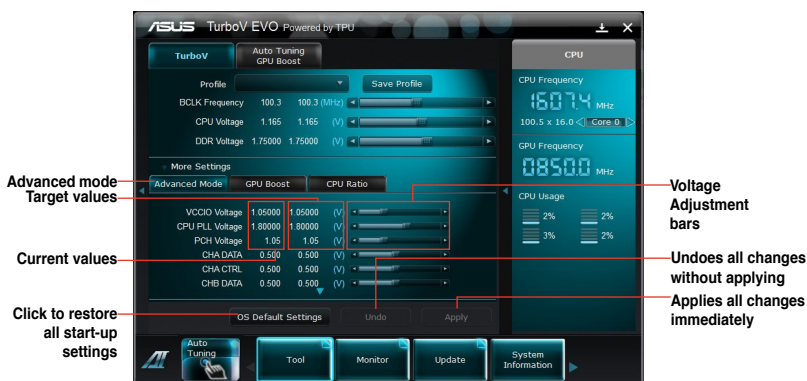 ASUS TurboV EVO Powered by TPU
TurboV
Auto Tuning
GPU Boost
Profile
Save Profile
BCLK Frequency 100.3 100.3 (MHz)
CPU Voltage 1.165 1.165 (V)
DDR Voltage 1.75000 1.75000 (V)
More Settings
Advanced Mode GPU Boost CPU Ratio
VCCIO Voltage 1.05000 1.05000 (V)
CPU PLL Voltage 1.80000 1.80000 (V)
PCH Voltage 1.05 1.05 (V)
CHA DATA 0.500 0.500 (V)
CHA CTRL 0.500 0.500 (V)
CHB DATA 0.500 0.500 (V)
OS Default Settings Undo Apply
CPU
CPU Frequency
1607.4 MHz
100.5 x 16.0 Core 0
GPU Frequency
0850.0 MHz
CPU Usage
2% 2%
3% 2%
Auto
Tuning
Tool
Monitor
Update
System
Information
Advanced mode
Target values
Current values
Click to restore
all start-up
settings
Voltage
Adjustment
bars
Undoes all changes
without applying
Applies all changes
immediately